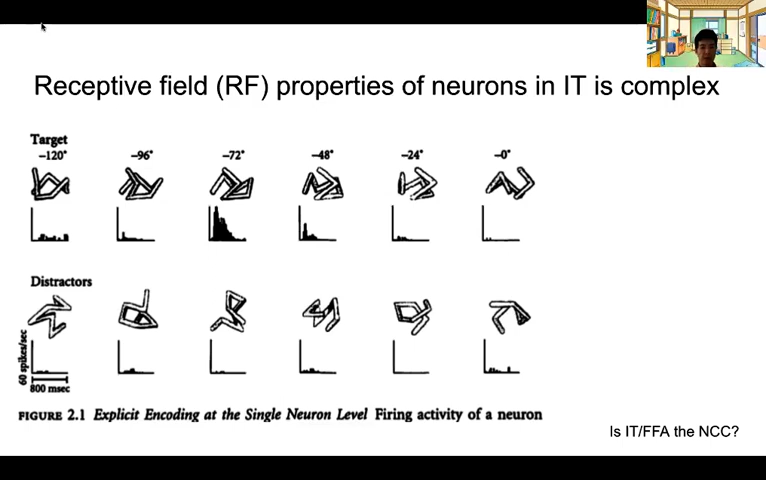 Receptive field (RF) properties of neurons in IT is complex
Target
–120° –96° –72° –48° –24° –0°
Distractors
60 spikes/sec
800 msec
FIGURE 2.1 Explicit Encoding at the Single Neuron Level Firing activity of a neuron
Is IT/FFA the NCC?